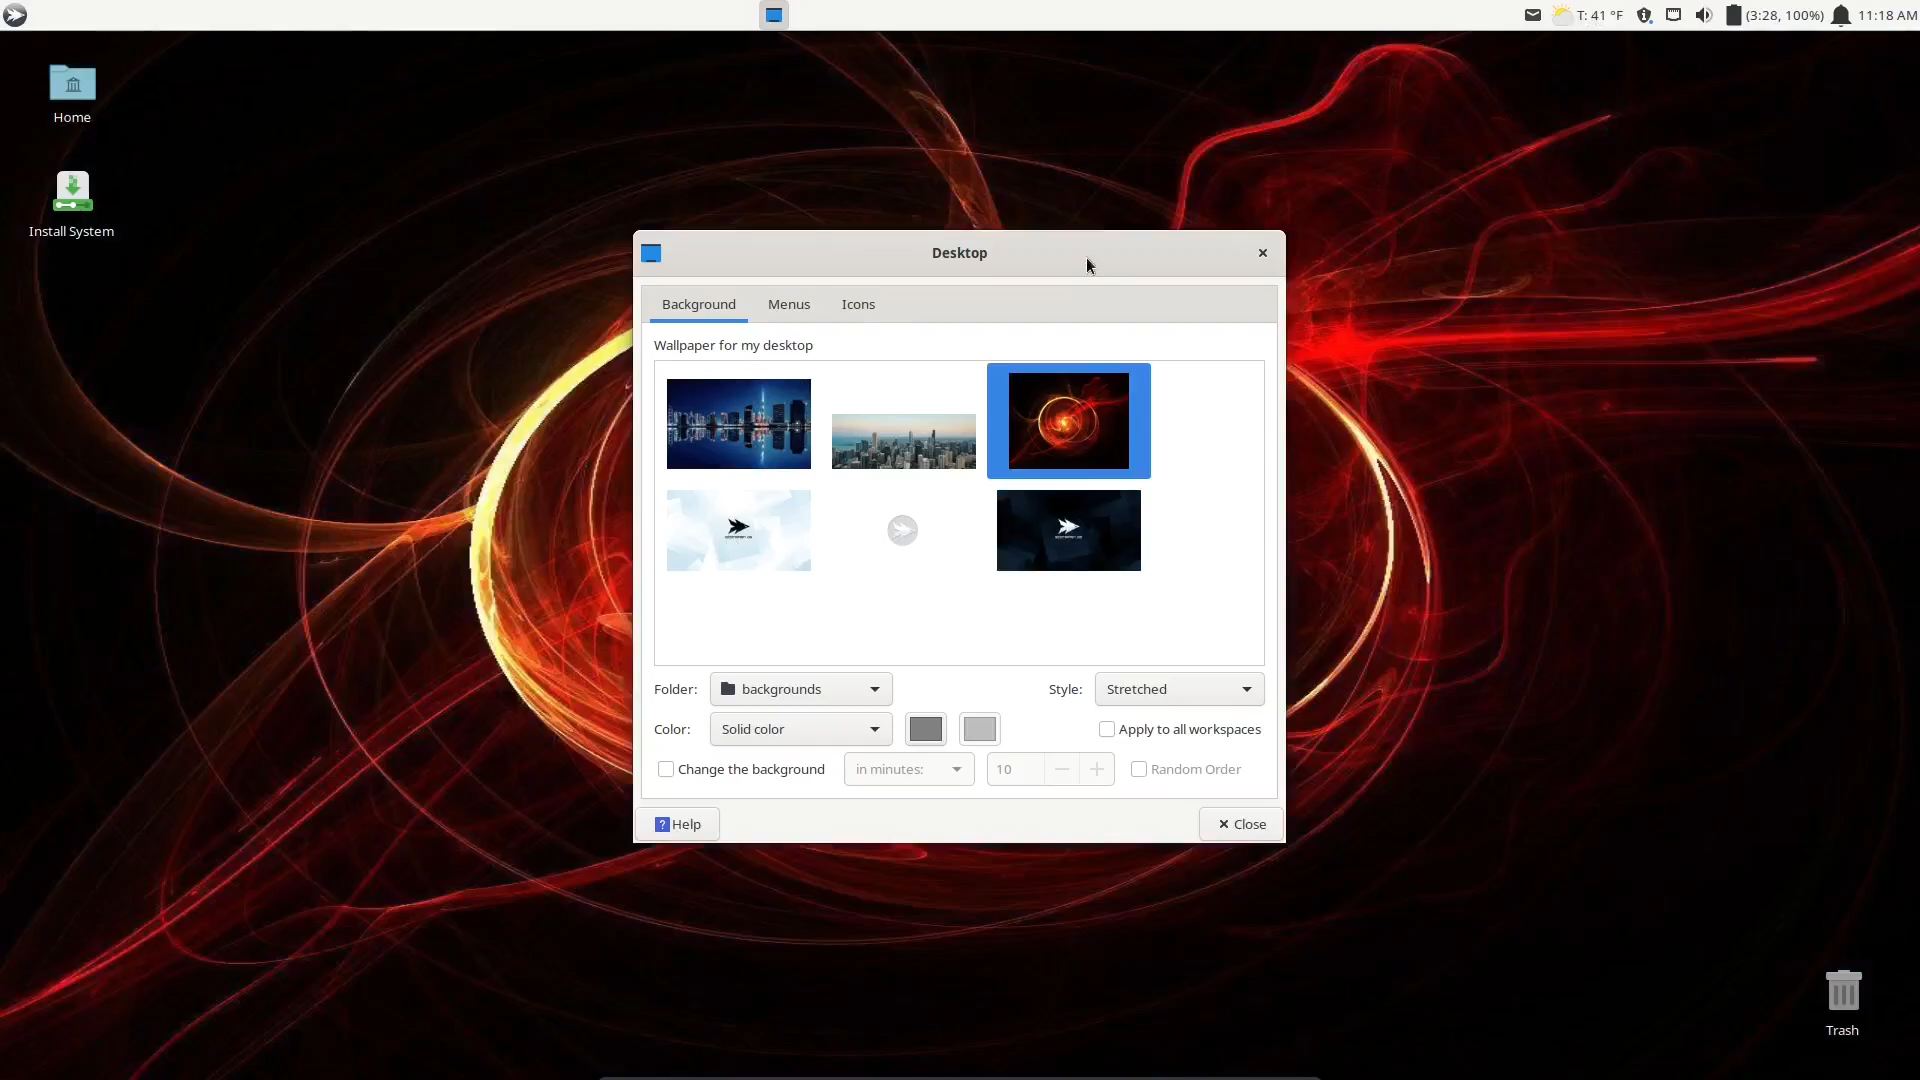 T: 41 °F
(3:28, 100%)
11:18 AM
Home
Install System
Desktop
Background Menus Icons
Wallpaper for my desktop
Folder: backgrounds Style: Stretched
Color: Solid color Apply to all workspaces
Change the background in minutes: 10 Random Order
? Help Close
Trash